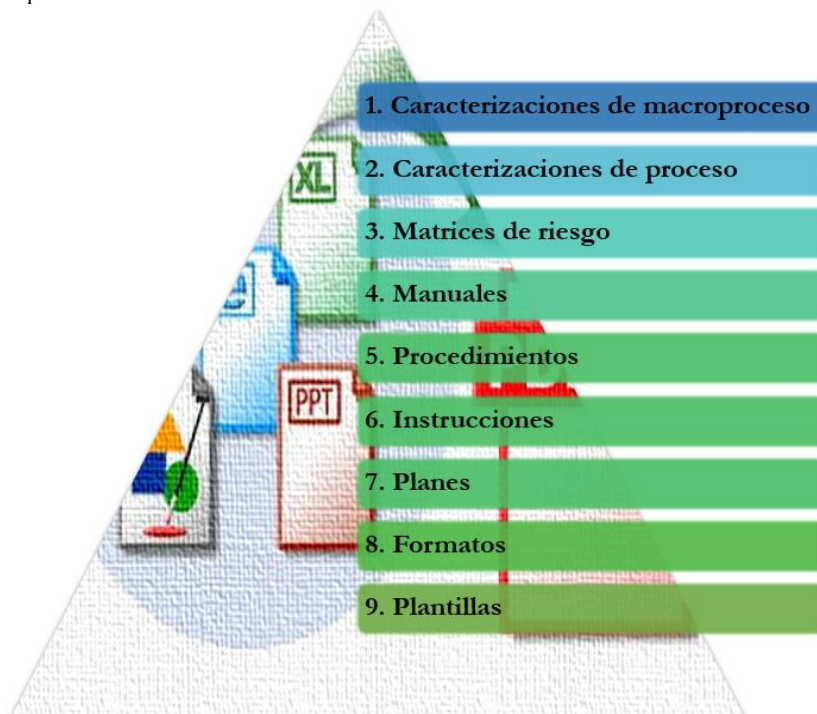 1. Caracterizaciones de macroproceso
XL
2. Caracterizaciones de proceso
3. Matrices de riesgo
4. Manuales
5. Procedimientos
PPT
6. Instrucciones
7. Planes
8. Formatos
9. Plantillas